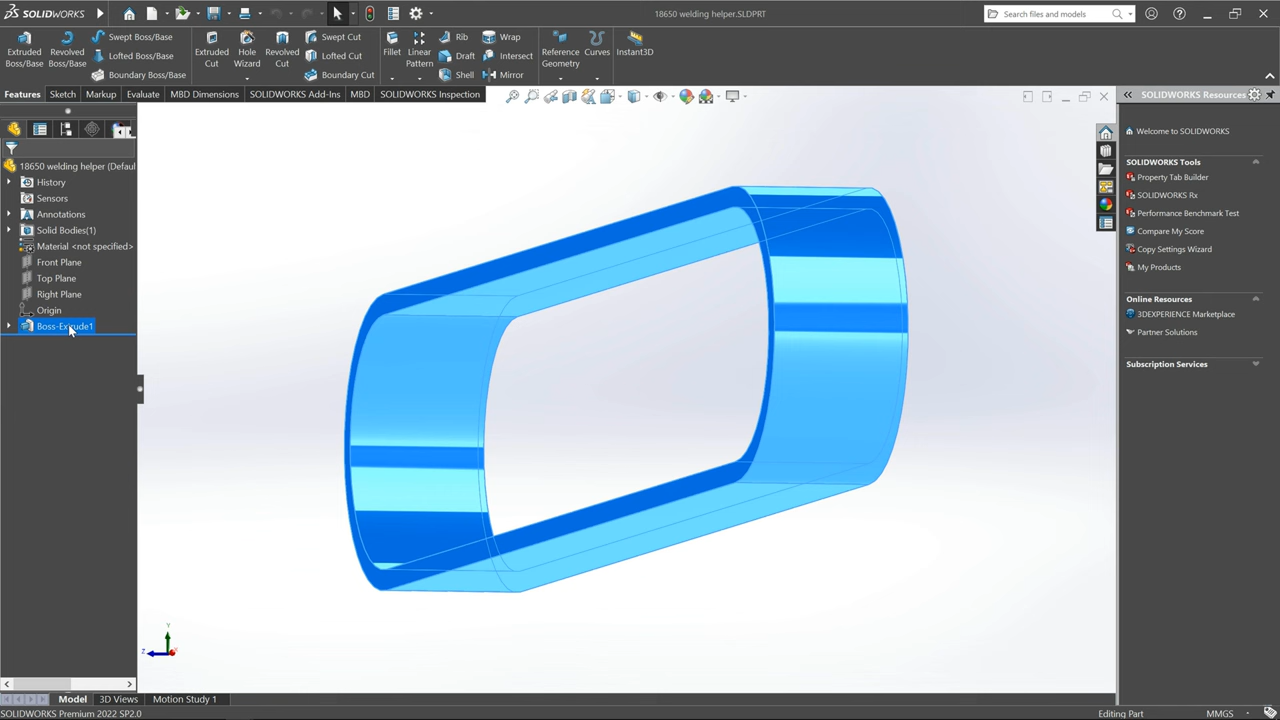 SOLIDWORKS
18650 welding helper.SLDPRT
Search files and models
Extruded Boss/Base
Revolved Boss/Base
Swept Boss/Base
Lofted Boss/Base
Boundary Boss/Base
Extruded Cut
Hole Wizard
Revolved Cut
Swept Cut
Lofted Cut
Boundary Cut
Fillet
Linear Pattern
Rib
Draft
Shell
Wrap
Intersect
Mirror
Reference Geometry
Curves
Instant3D
Features
Sketch
Markup
Evaluate
MBD Dimensions
SOLIDWORKS Add-Ins
MBD
SOLIDWORKS Inspection
18650 welding helper (Defaul
History
Sensors
Annotations
Solid Bodies(1)
Material <not specified>
Front Plane
Top Plane
Right Plane
Origin
Boss-Extrude1
Y
Z
SOLIDWORKS Resources
Welcome to SOLIDWORKS
SOLIDWORKS Tools
Property Tab Builder
SOLIDWORKS Rx
Performance Benchmark Test
Compare My Score
Copy Settings Wizard
My Products
Online Resources
3DEXPERIENCE Marketplace
Partner Solutions
Subscription Services
Model
3D Views
Motion Study 1
SOLIDWORKS Premium 2022 SP2.0
Editing Part
MMGS